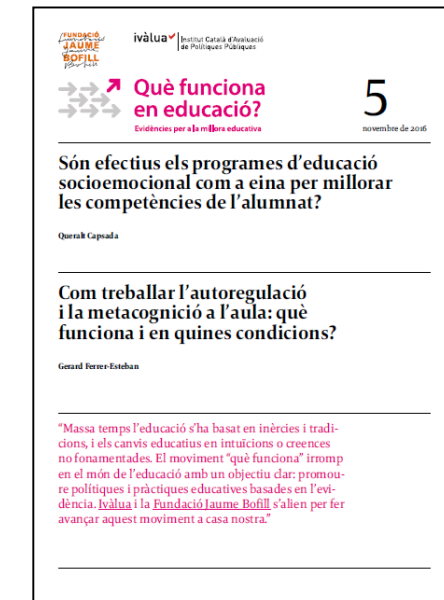 FUNDACIÓ
JAUME
BOFILL
ivàlua
Institut Català d'Avaluació
de Polítiques Públiques
Què funciona
en educació?
Evidències per a la millora educativa
5
novembre de 2016
Són efectius els programes d'educació
socioemocional com a eina per millorar
les competències de l'alumnat?
Queralt Capsada
Com treballar l'autoregulació
i la metacognició a l'aula: què
funciona i en quines condicions?
Gerard Ferrer-Esteban
“Massa temps l'educació s'ha basat en inèrcies i tradi-
cions, i els canvis educatius en intuïcions o creences
no fonamentades. El moviment “què funciona” irromp
en el món de l'educació amb un objectiu clar: promou-
re polítiques i pràctiques educatives basades en l'evi-
dència. Ivàlua i la Fundació Jaume Bofill s'alien per fer
avançar aquest moviment a casa nostra.”